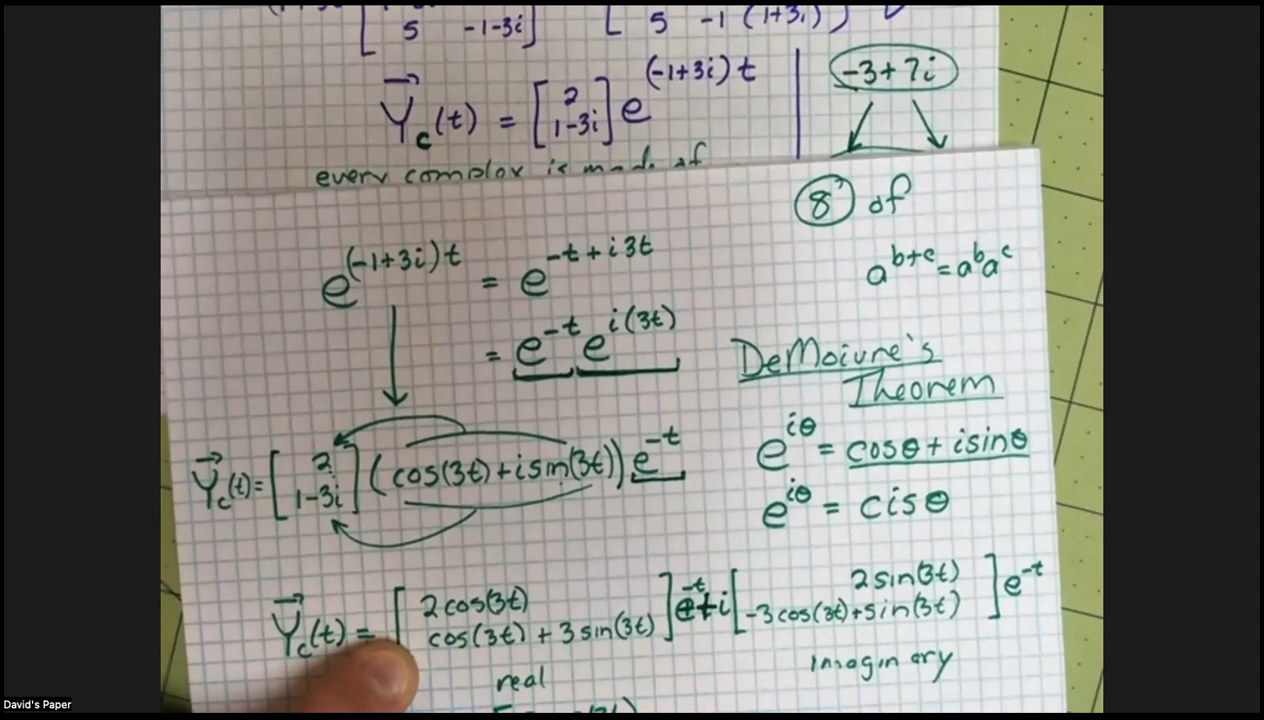 5 -1-3i] [ 5 -1 (1+3i)
Y⃗c(t) = [2
1-3i] e^(-1+3i)t
-3+7i
every complex is made of
8 of
e^(-1+3i)t = e^-t+i3t
a^b+c = a^b a^c
= e^-t e^i(3t)
DeMoivre's
Theorem
e^iθ = cosθ + isinθ
Y⃗c(t) = [2
1-3i] (cos(3t)+isin(3t)) e^-t
e^iθ = cisθ
Y⃗c(t) = [2cos(3t)
cos(3t) + 3sin(3t)] e^-t + i[2sin(3t)
-3cos(3t)+sin(3t)] e^-t
real
imaginary
David's Paper